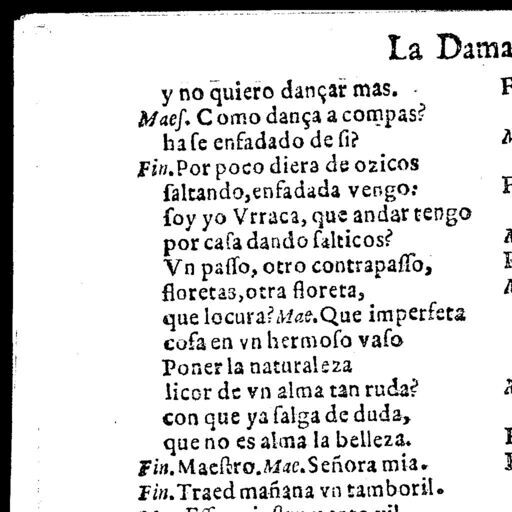 La Dama
y no quiero dançar mas.
Maeſ. Como dança a compas?
haſe enfadado de ſi?
Fin. Por poco diera de ozicos
ſaltando, enfadada vengo:
ſoy yo Vrraca, que andar tengo
por caſa dando ſalticos?
Vn paſſo, otro contrapaſſo,
floretas, otra floreta,
que locura? Mae. Que imperfeta
coſa en vn hermoſo vaſo
Poner la naturaleza
licor de vn alma tan ruda?
con que ya ſalga de duda,
que no es alma la belleza.
Fin. Maeſtro. Mae. Señora mia.
Fin. Traed mañana vn tamboril.